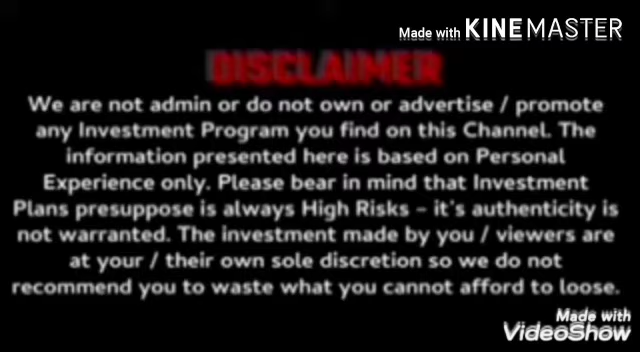 Made with KINEMASTER
DISCLAIMER
We are not admin or do not own or advertise / promote
any Investment Program you find on this Channel. The
information presented here is based on Personal
Experience only. Please bear in mind that Investment
Plans presuppose is always High Risks – it's authenticity is
not warranted. The investment made by you / viewers are
at your / their own sole discretion so we do not
recommend you to waste what you cannot afford to loose.
Made with
VideoShow